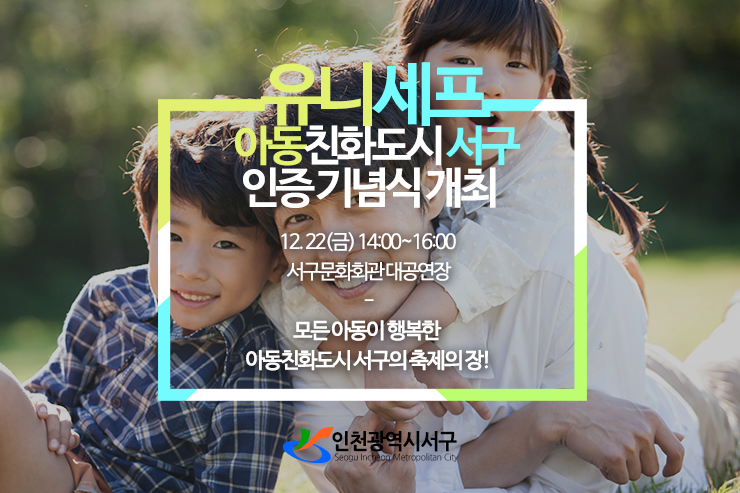 유니세프
아동친화도시 서구
인증 기념식 개최
12. 22(금) 14:00~16:00
서구문화회관 대공연장
–
모든 아동이 행복한
아동친화도시 서구의 축제의 장!
인천광역시서구
Seogu Incheon Metropolitan City